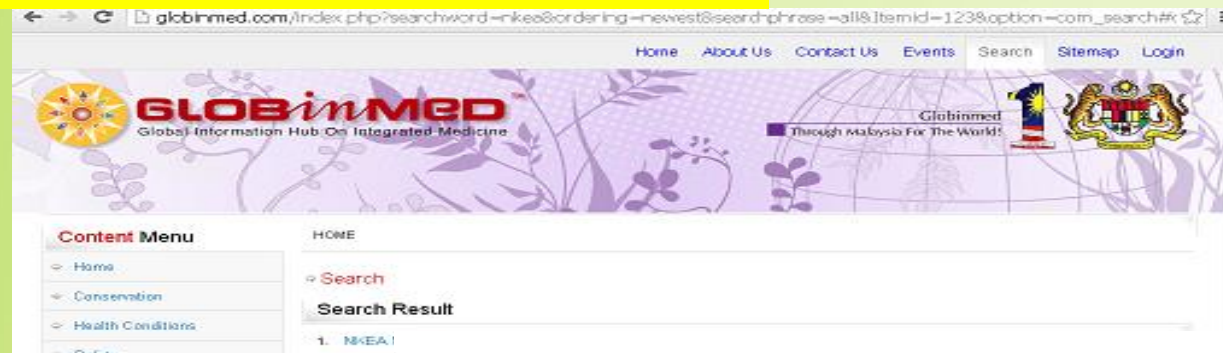 globinmed.com/index.php?searchword=nkea&ordering=newest&searchphrase=all&Itemid=123&option=com_search#
Home About Us Contact Us Events Search Sitemap Login
GLOBinMED
Global Information Hub On Integrated Medicine
Globinmed
Through Malaysia For The World!
1
Content Menu
HOME
Home
Search
Conservation
Search Result
Health Conditions
1. NKEA !